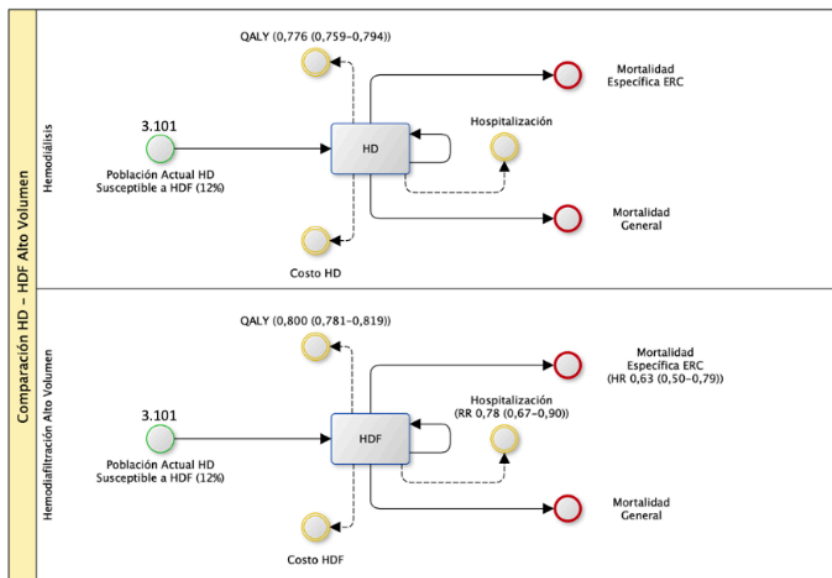 Comparación HD – HDF Alto Volumen
Hemodiálisis
QALY (0,776 (0,759–0,794))
Mortalidad
Específica ERC
3.101
Hospitalización
HD
Población Actual HD
Susceptible a HDF (12%)
Mortalidad
General
Costo HD
Hemodiafiltración Alto Volumen
QALY (0,800 (0,781–0,819))
Mortalidad
Específica ERC
(HR 0,63 (0,50–0,79))
3.101
Hospitalización
(RR 0,78 (0,67–0,90))
HDF
Población Actual HD
Susceptible a HDF (12%)
Mortalidad
General
Costo HDF